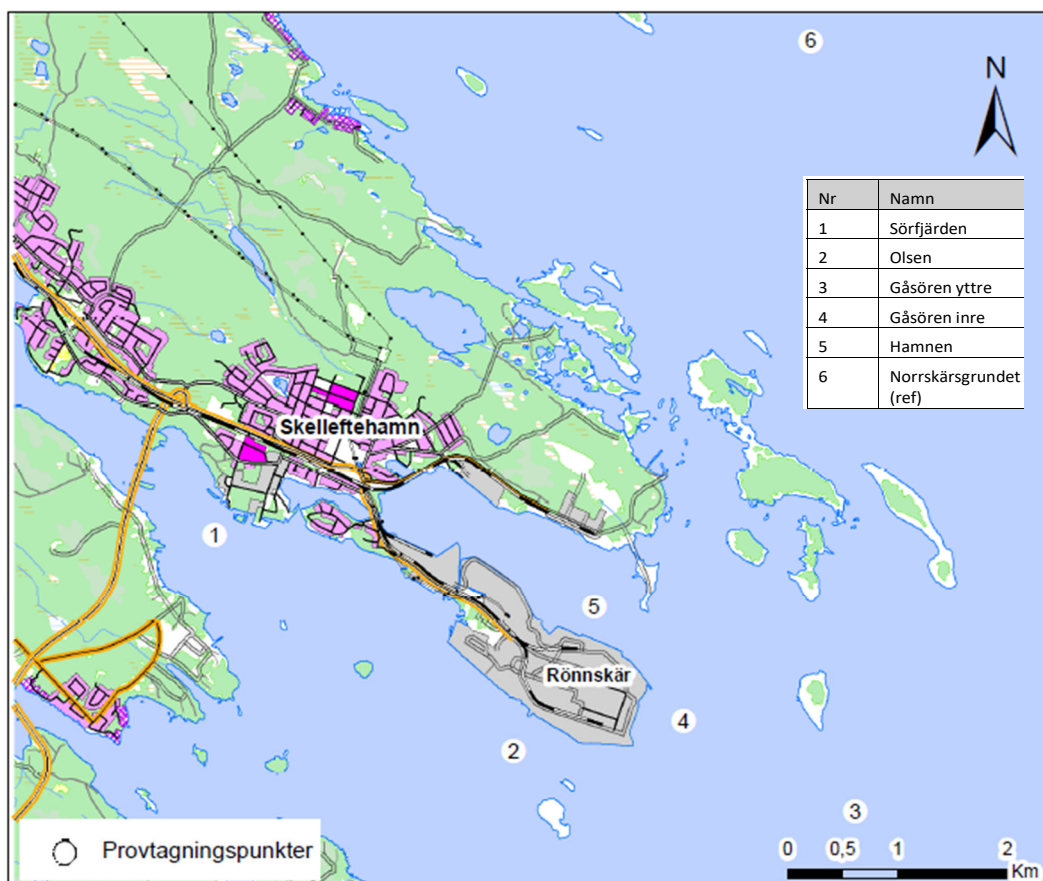 6
N
Nr Namn
1 Sörfjärden
2 Olsen
3 Gåsören yttre
4 Gåsören inre
5 Hamnen
6 Norrskärsgrundet
(ref)
Skelleftehamn
1
5
Rönnskär
4
2
3
Provtagningspunkter
0 0,5 1 2
Km